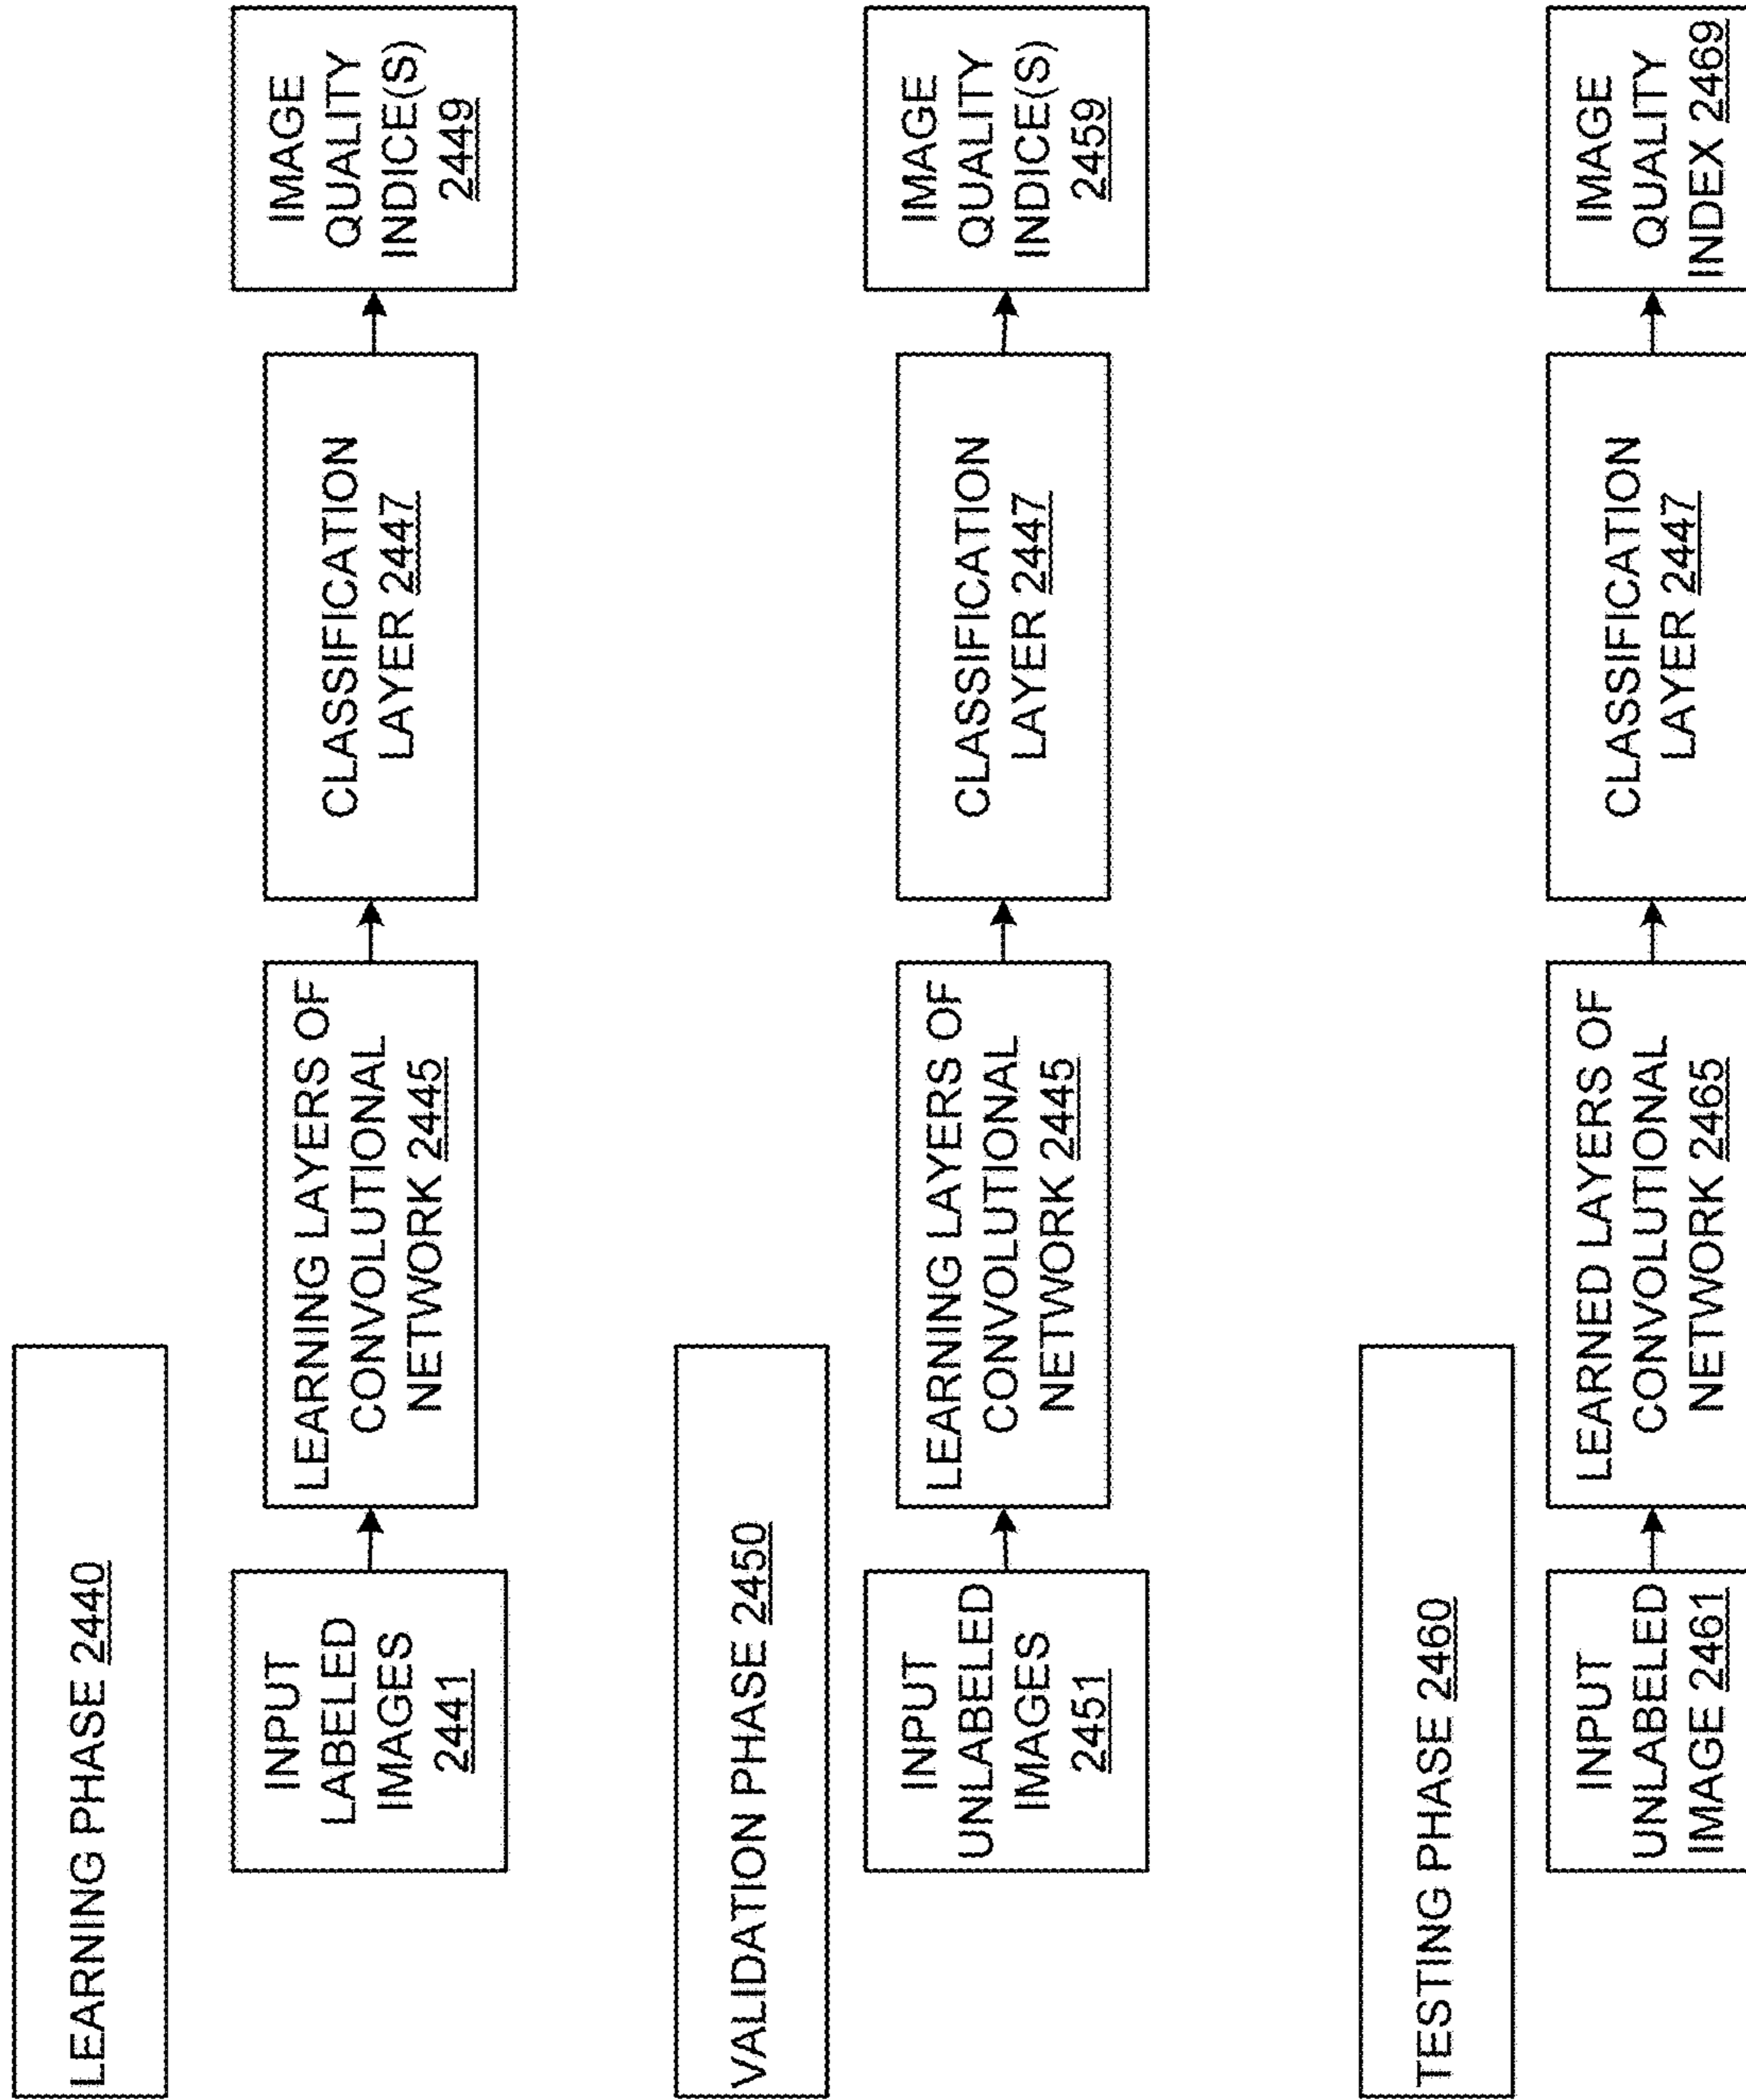 LEARNING PHASE 2440
INPUT
LABELED
IMAGES
2441
LEARNING LAYERS OF
CONVOLUTIONAL
NETWORK 2445
CLASSIFICATION
LAYER 2447
IMAGE
QUALITY
INDICE(S)
2449
VALIDATION PHASE 2450
INPUT
UNLABELED
IMAGES
2451
LEARNING LAYERS OF
CONVOLUTIONAL
NETWORK 2445
CLASSIFICATION
LAYER 2447
IMAGE
QUALITY
INDICE(S)
2459
TESTING PHASE 2460
INPUT
UNLABELED
IMAGE 2461
LEARNED LAYERS OF
CONVOLUTIONAL
NETWORK 2465
CLASSIFICATION
LAYER 2447
IMAGE
QUALITY
INDEX 2469